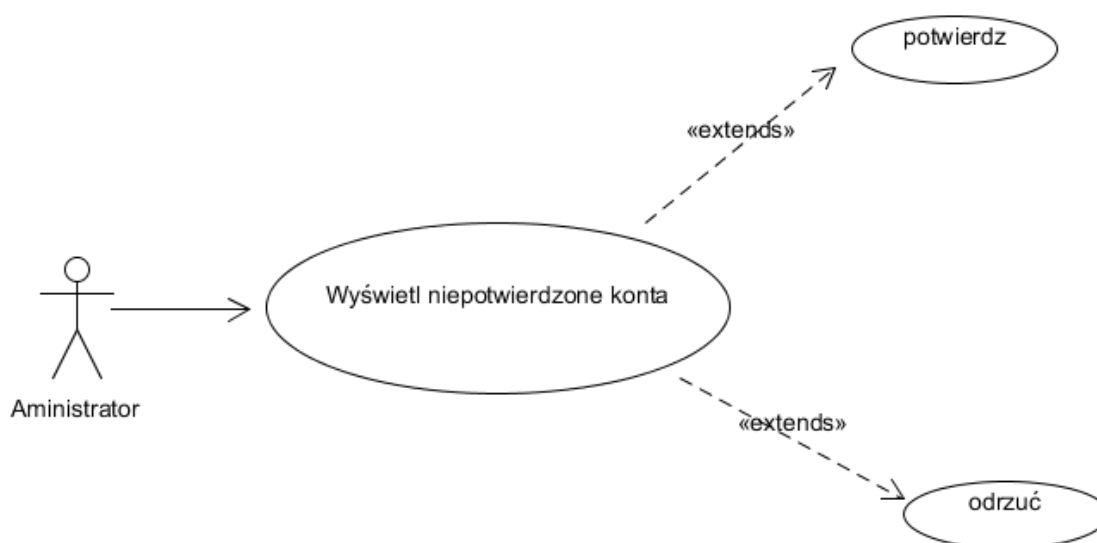 potwierdz
«extends»
Wyświetl niepotwierdzone konta
Aministrator
«extends»
odrzuć